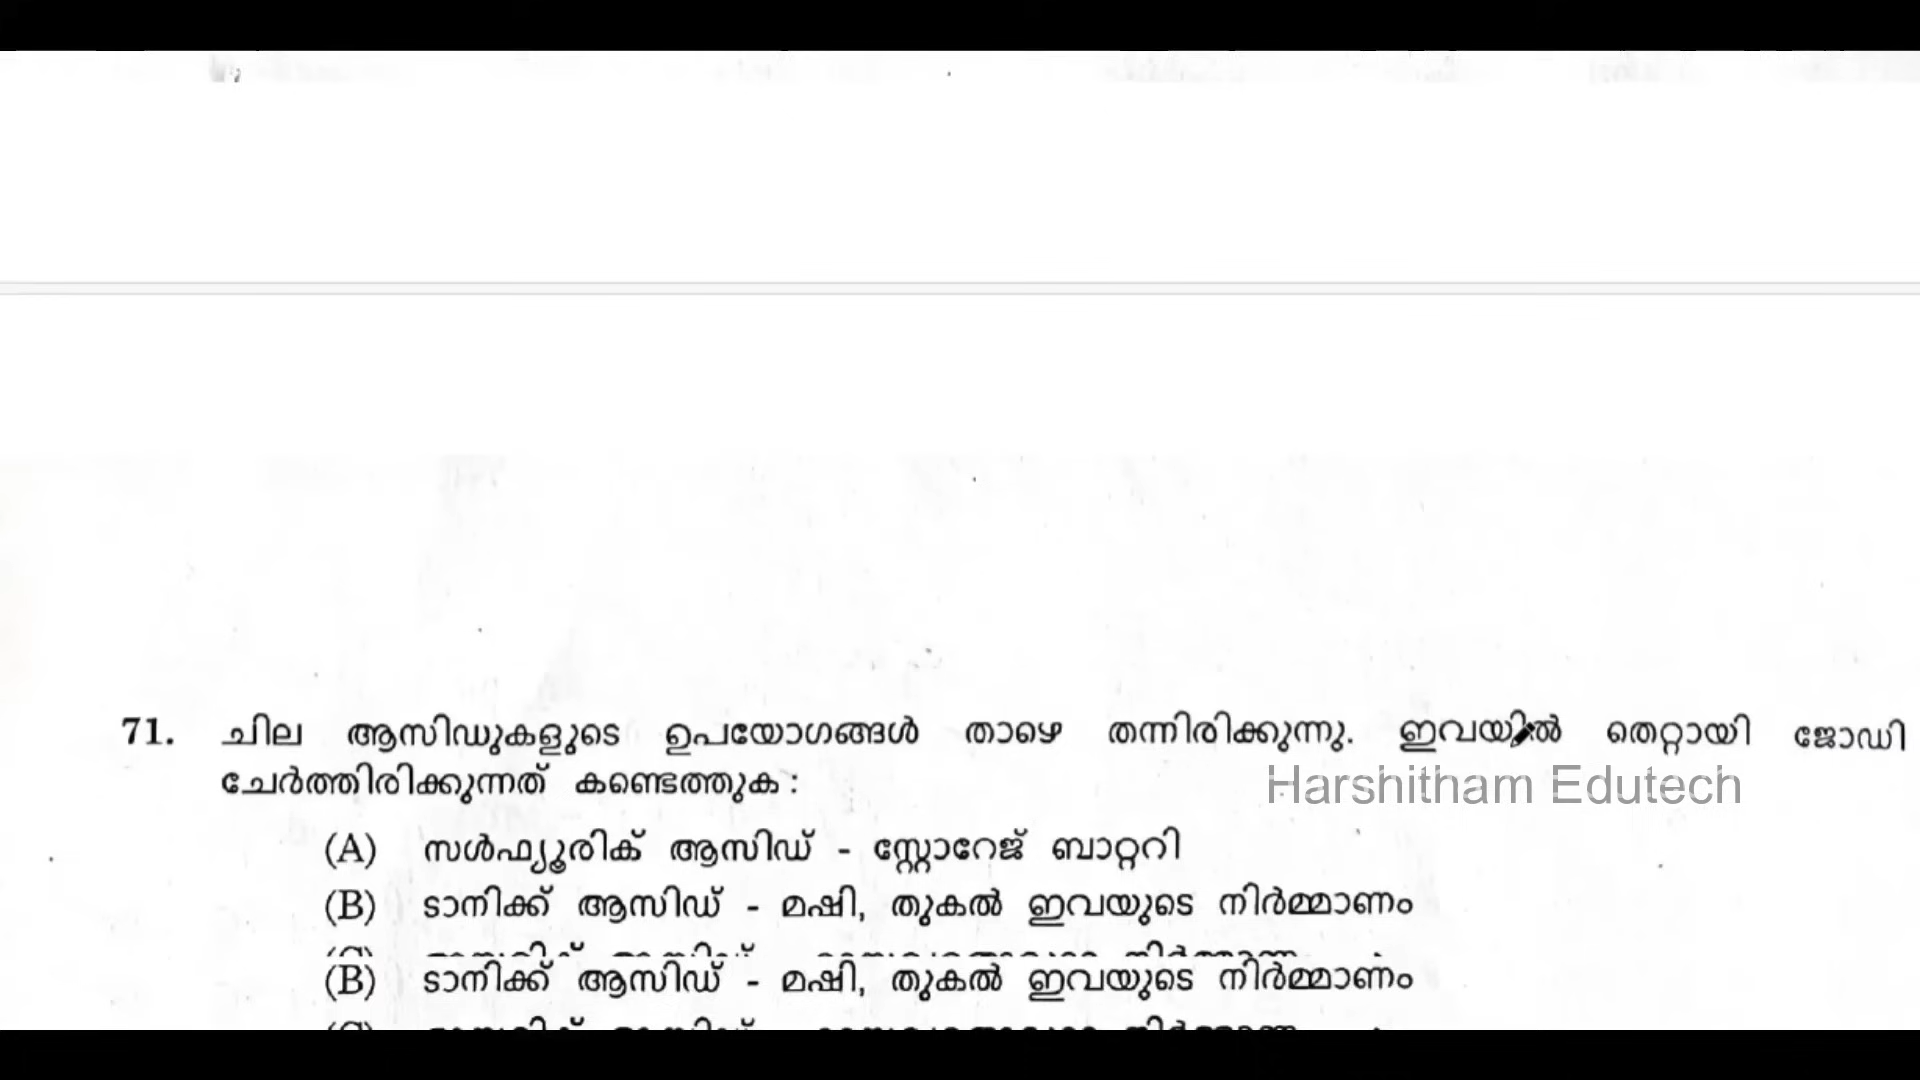 71. ചില ആസിഡുകളുടെ ഉപയോഗങ്ങൾ താഴെ തന്നിരിക്കുന്നു. ഇവയിൽ തെറ്റായി ജോഡി
ചേർത്തിരിക്കുന്നത് കണ്ടെത്തുക :
Harshitham Edutech
(A) സൾഫ്യൂരിക് ആസിഡ് - സ്റ്റോറേജ് ബാറ്ററി
(B) ടാനിക്ക് ആസിഡ് - മഷി, തുകൽ ഇവയുടെ നിർമ്മാണം
(B) ടാനിക്ക് ആസിഡ് - മഷി, തുകൽ ഇവയുടെ നിർമ്മാണം